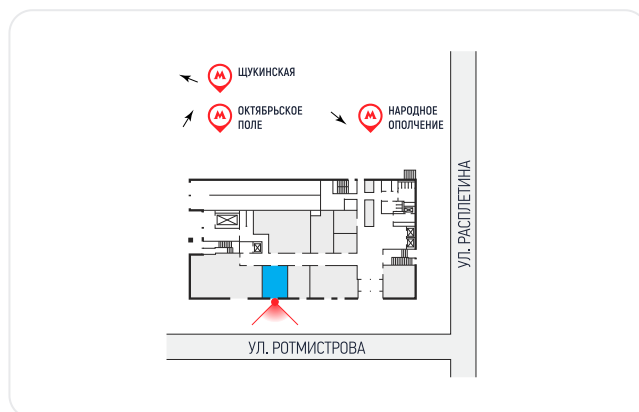 М ЩУКИНСКАЯ
М ОКТЯБРЬСКОЕ
ПОЛЕ
М НАРОДНОЕ
ОПОЛЧЕНИЕ
УЛ. РАСПЛЕТИНА
УЛ. РОТМИСТРОВА